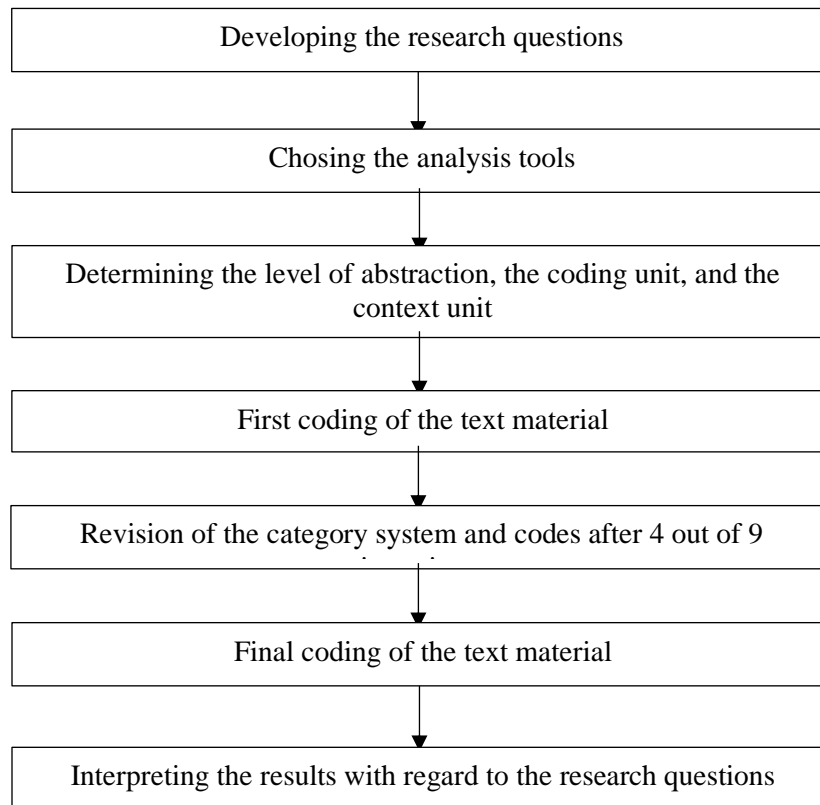 Developing the research questions
Chosing the analysis tools
Determining the level of abstraction, the coding unit, and the
context unit
First coding of the text material
Revision of the category system and codes after 4 out of 9
Final coding of the text material
Interpreting the results with regard to the research questions